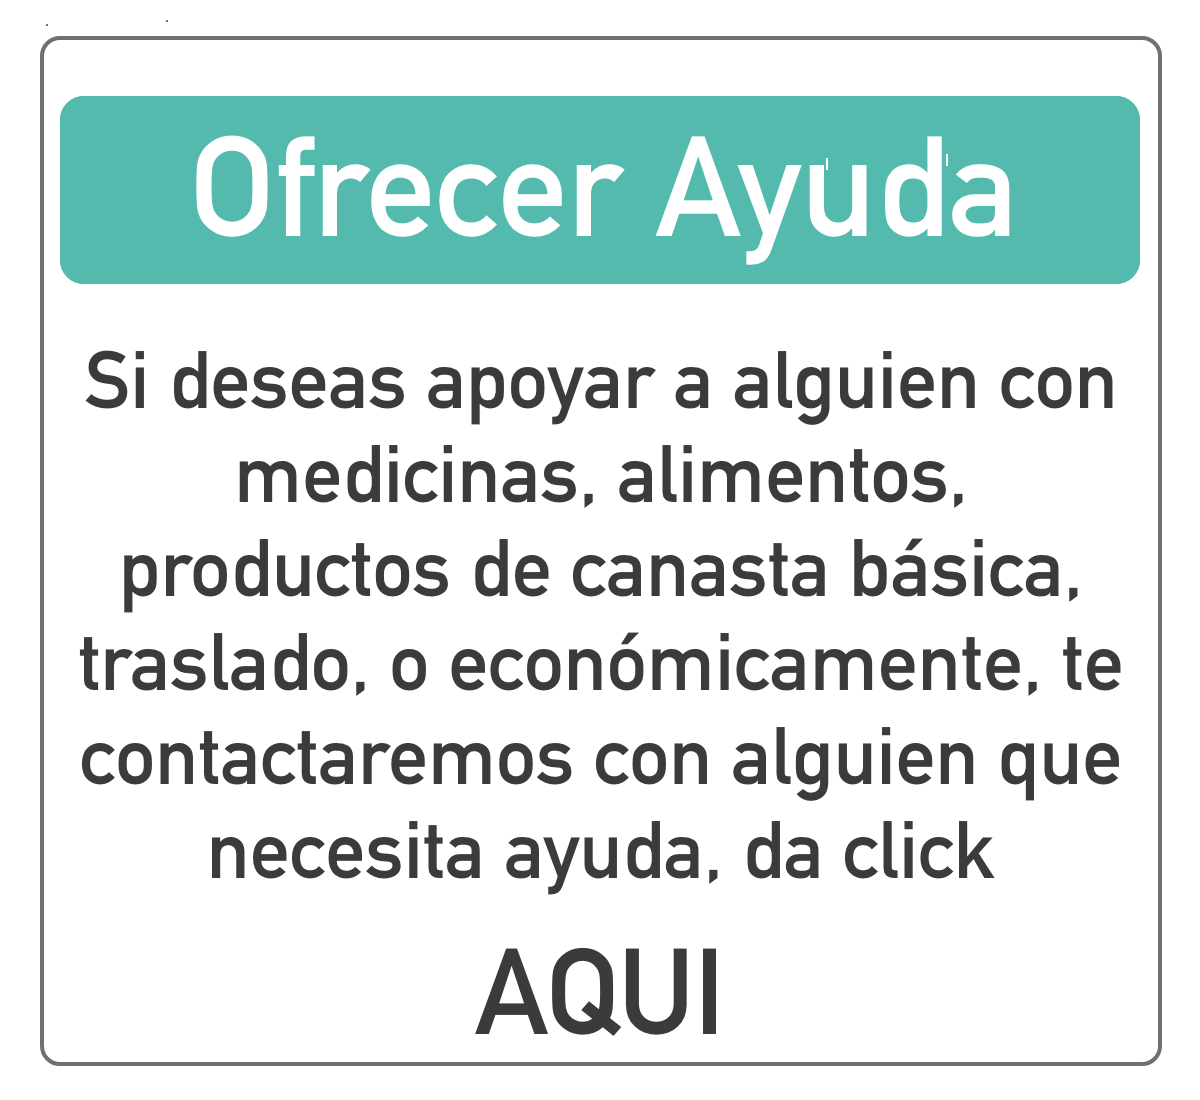 Ofrecer Ayuda
Si deseas apoyar a alguien con
medicinas, alimentos,
productos de canasta básica,
traslado, o económicamente, te
contactaremos con alguien que
necesita ayuda, da click
AQUI